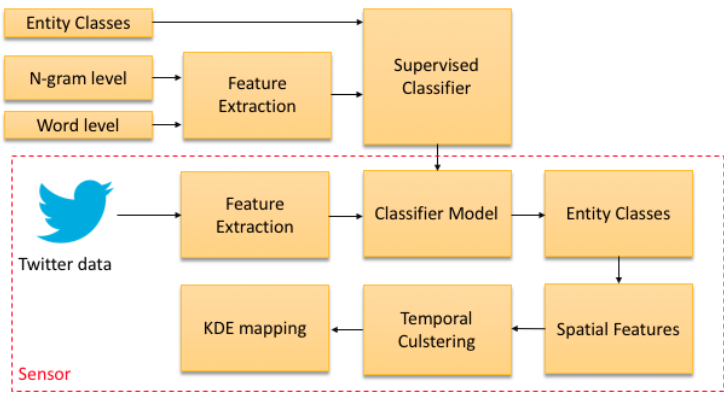 Entity Classes
N-gram level
Word level
Feature
Extraction
Supervised
Classifier
Twitter data
Feature
Extraction
Classifier Model
Entity Classes
KDE mapping
Temporal
Culstering
Spatial Features
Sensor